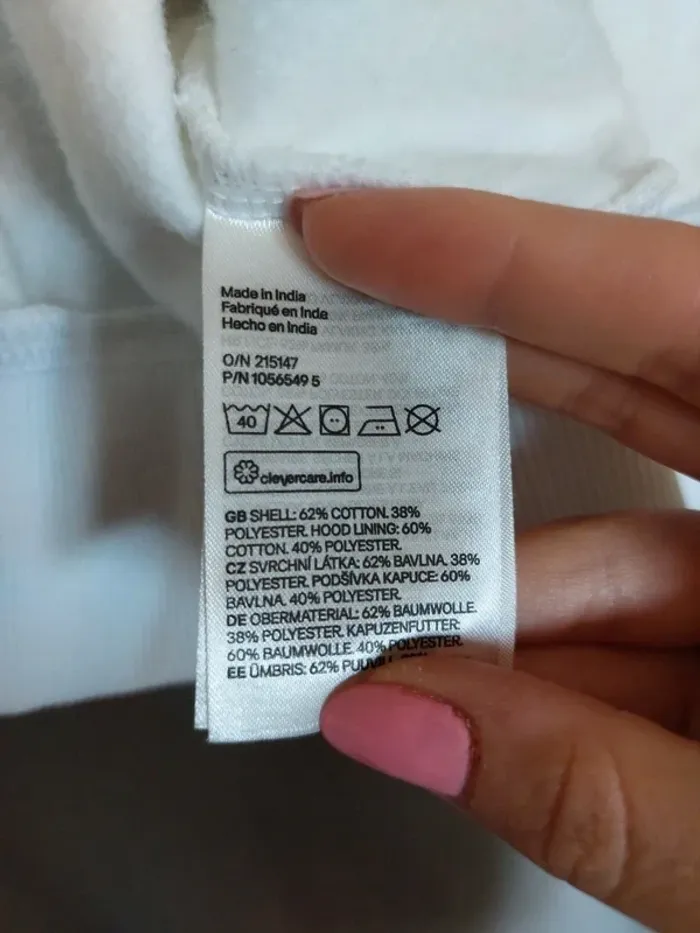 Made in India
Fabriqué en Inde
Hecho en India
O/N 215147
P/N 1056549 5
40
clevercare.info
GB SHELL: 62% COTTON. 38%
POLYESTER. HOOD LINING: 60%
COTTON. 40% POLYESTER.
CZ SVRCHNÍ LÁTKA: 62% BAVLNA. 38%
POLYESTER. PODŠÍVKA KAPUCE: 60%
BAVLNA. 40% POLYESTER.
DE OBERMATERIAL: 62% BAUMWOLLE.
38% POLYESTER. KAPUZENFUTTER:
60% BAUMWOLLE. 40% POLYESTER.
EE ÜMBRIS: 62%